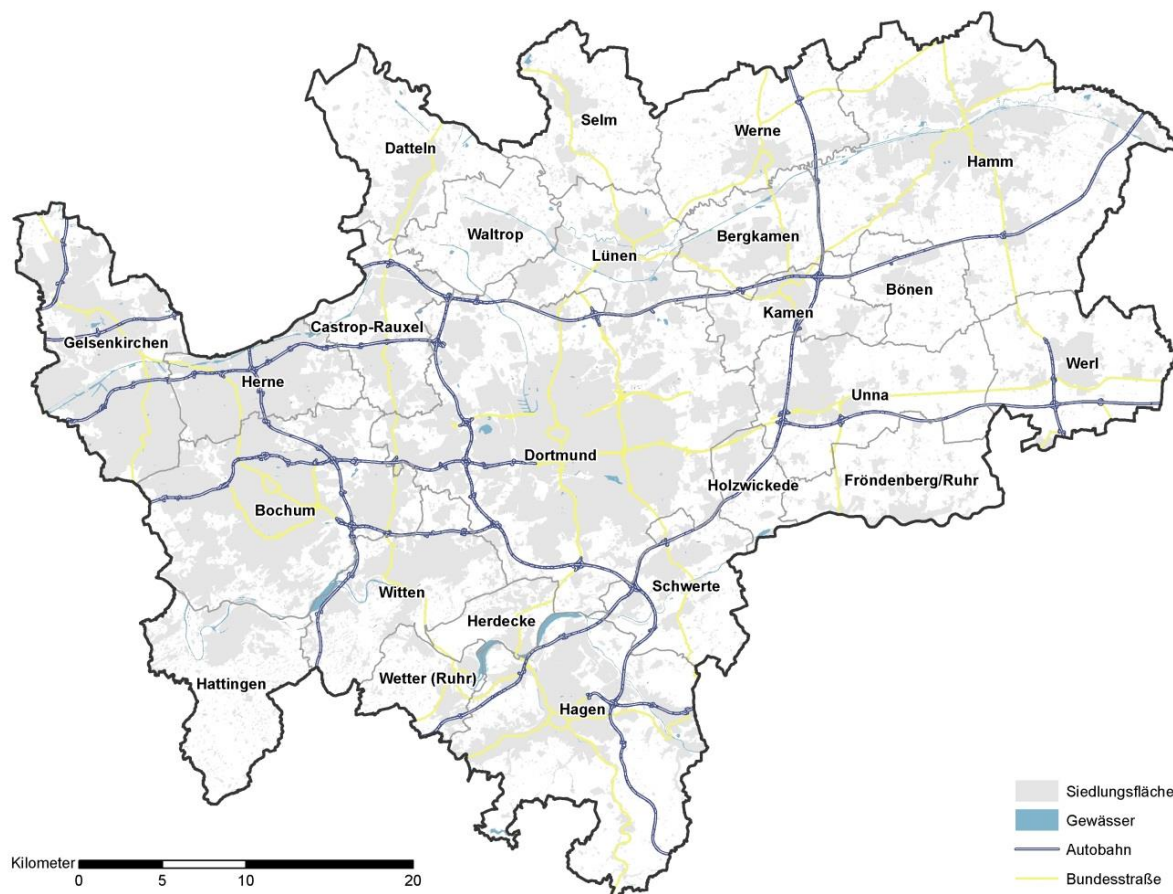 Selm
Datteln
Werne
Hamm
Waltrop
Bergkamen
Lünen
Bönen
Kamen
Castrop-Rauxel
Gelsenkirchen
Herne
Werl
Unna
Dortmund
Holzwickede
Fröndenberg/Ruhr
Bochum
Schwerte
Witten
Herdecke
Wetter (Ruhr)
Hattingen
Hagen
Siedlungsfläche
Gewässer
Autobahn
Bundesstraße
Kilometer
0 5 10 20